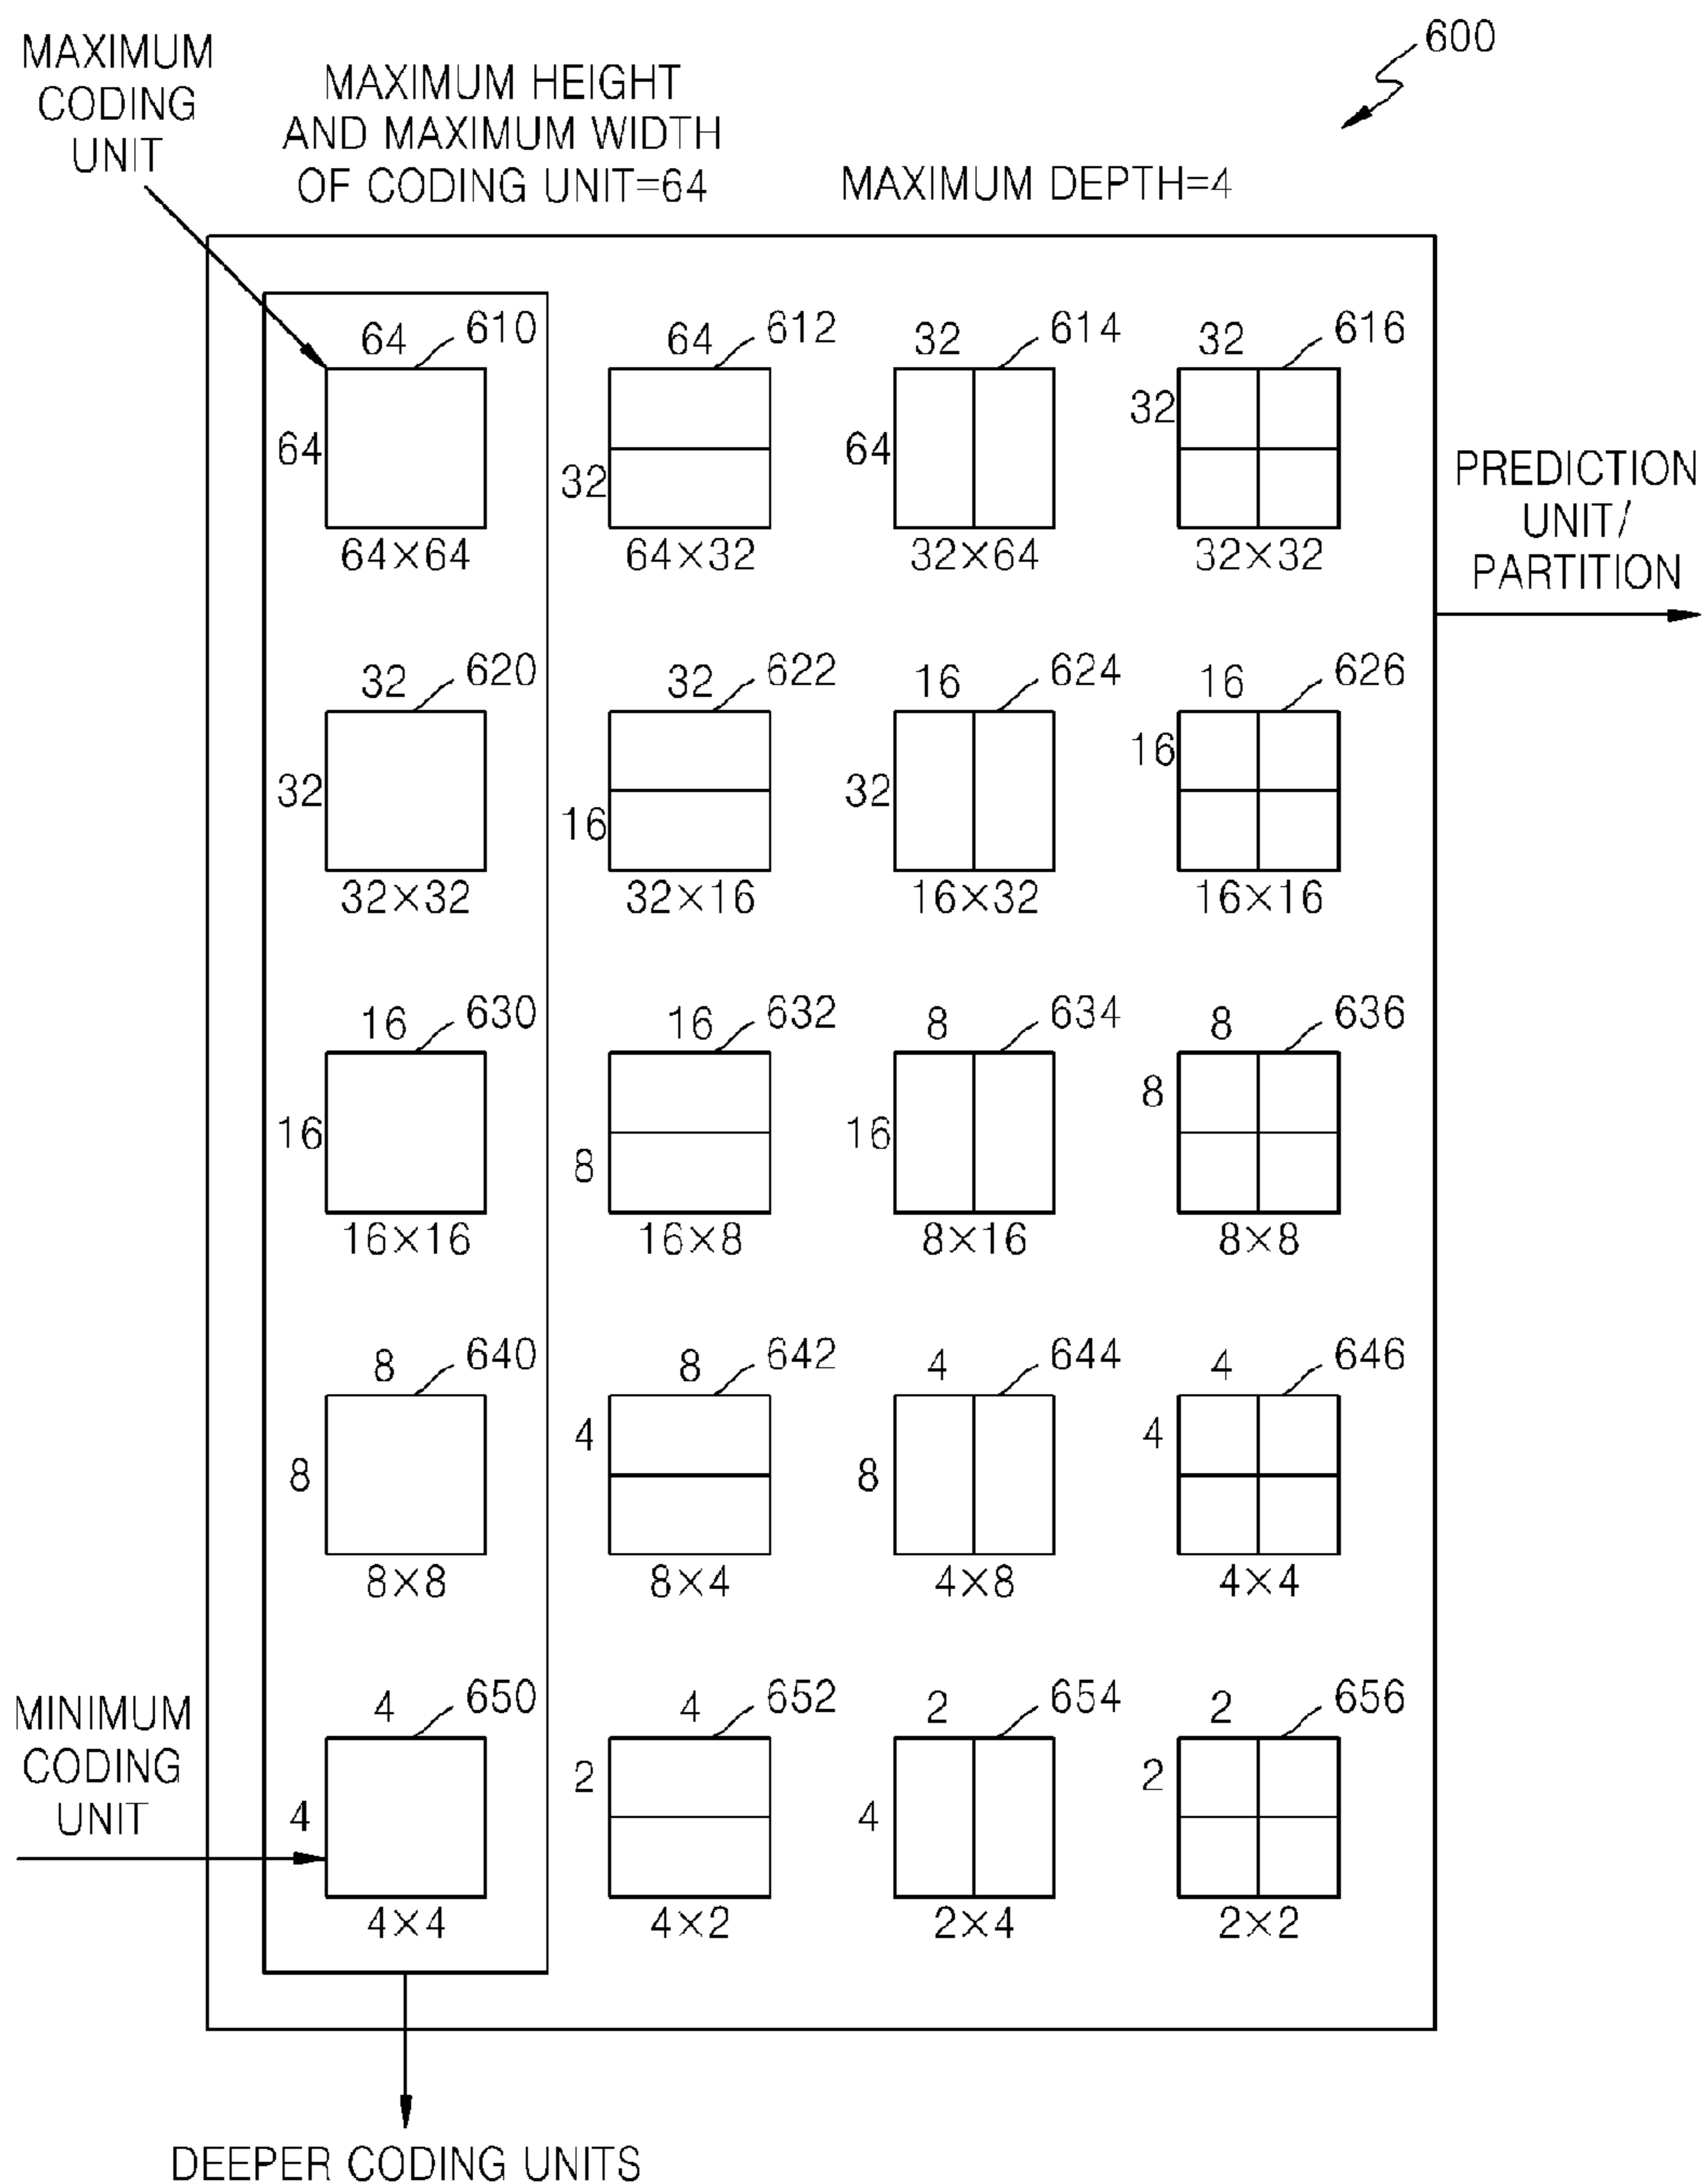 600
MAXIMUM
CODING
UNIT
MAXIMUM HEIGHT
AND MAXIMUM WIDTH
OF CODING UNIT=64
MAXIMUM DEPTH=4
64 610 64 612 32 614 32 616
64 32 64 32
64×64 64×32 32×64 32×32
PREDICTION
UNIT/
PARTITION
32 620 32 622 16 624 16 626
32 16 32 16
32×32 32×16 16×32 16×16
16 630 16 632 8 634 8 636
16 8 16 8
16×16 16×8 8×16 8×8
8 640 8 642 4 644 4 646
8 4 8 4
8×8 8×4 4×8 4×4
MINIMUM
CODING
UNIT
4 650 4 652 2 654 2 656
4 2 4 2
4×4 4×2 2×4 2×2
DEEPER CODING UNITS